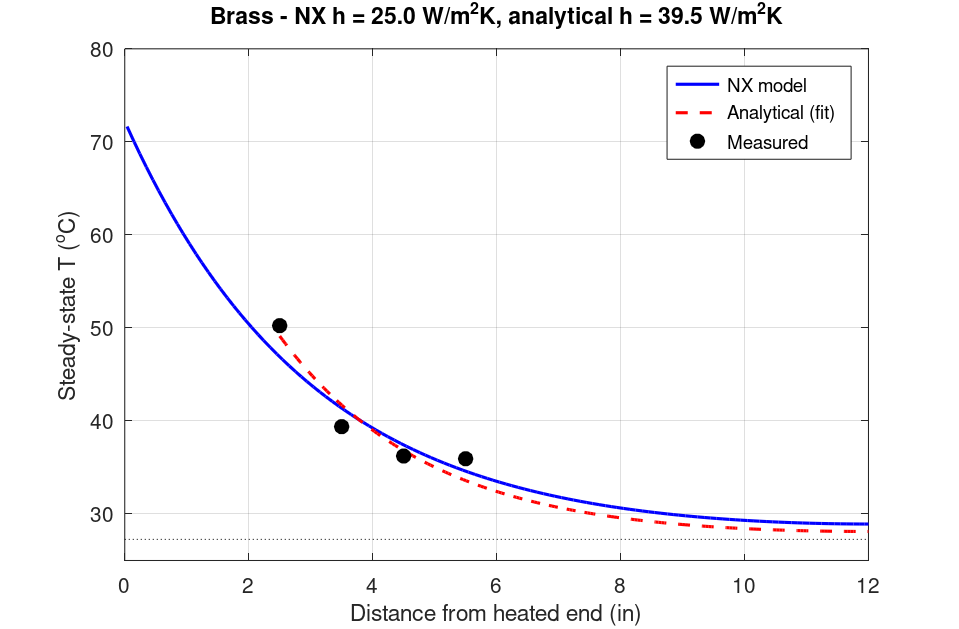 Brass - NX h = 25.0 W/m²K, analytical h = 39.5 W/m²K
80
70
60
50
40
30
Steady-state T (°C)
NX model
Analytical (fit)
Measured
0 2 4 6 8 10 12
Distance from heated end (in)